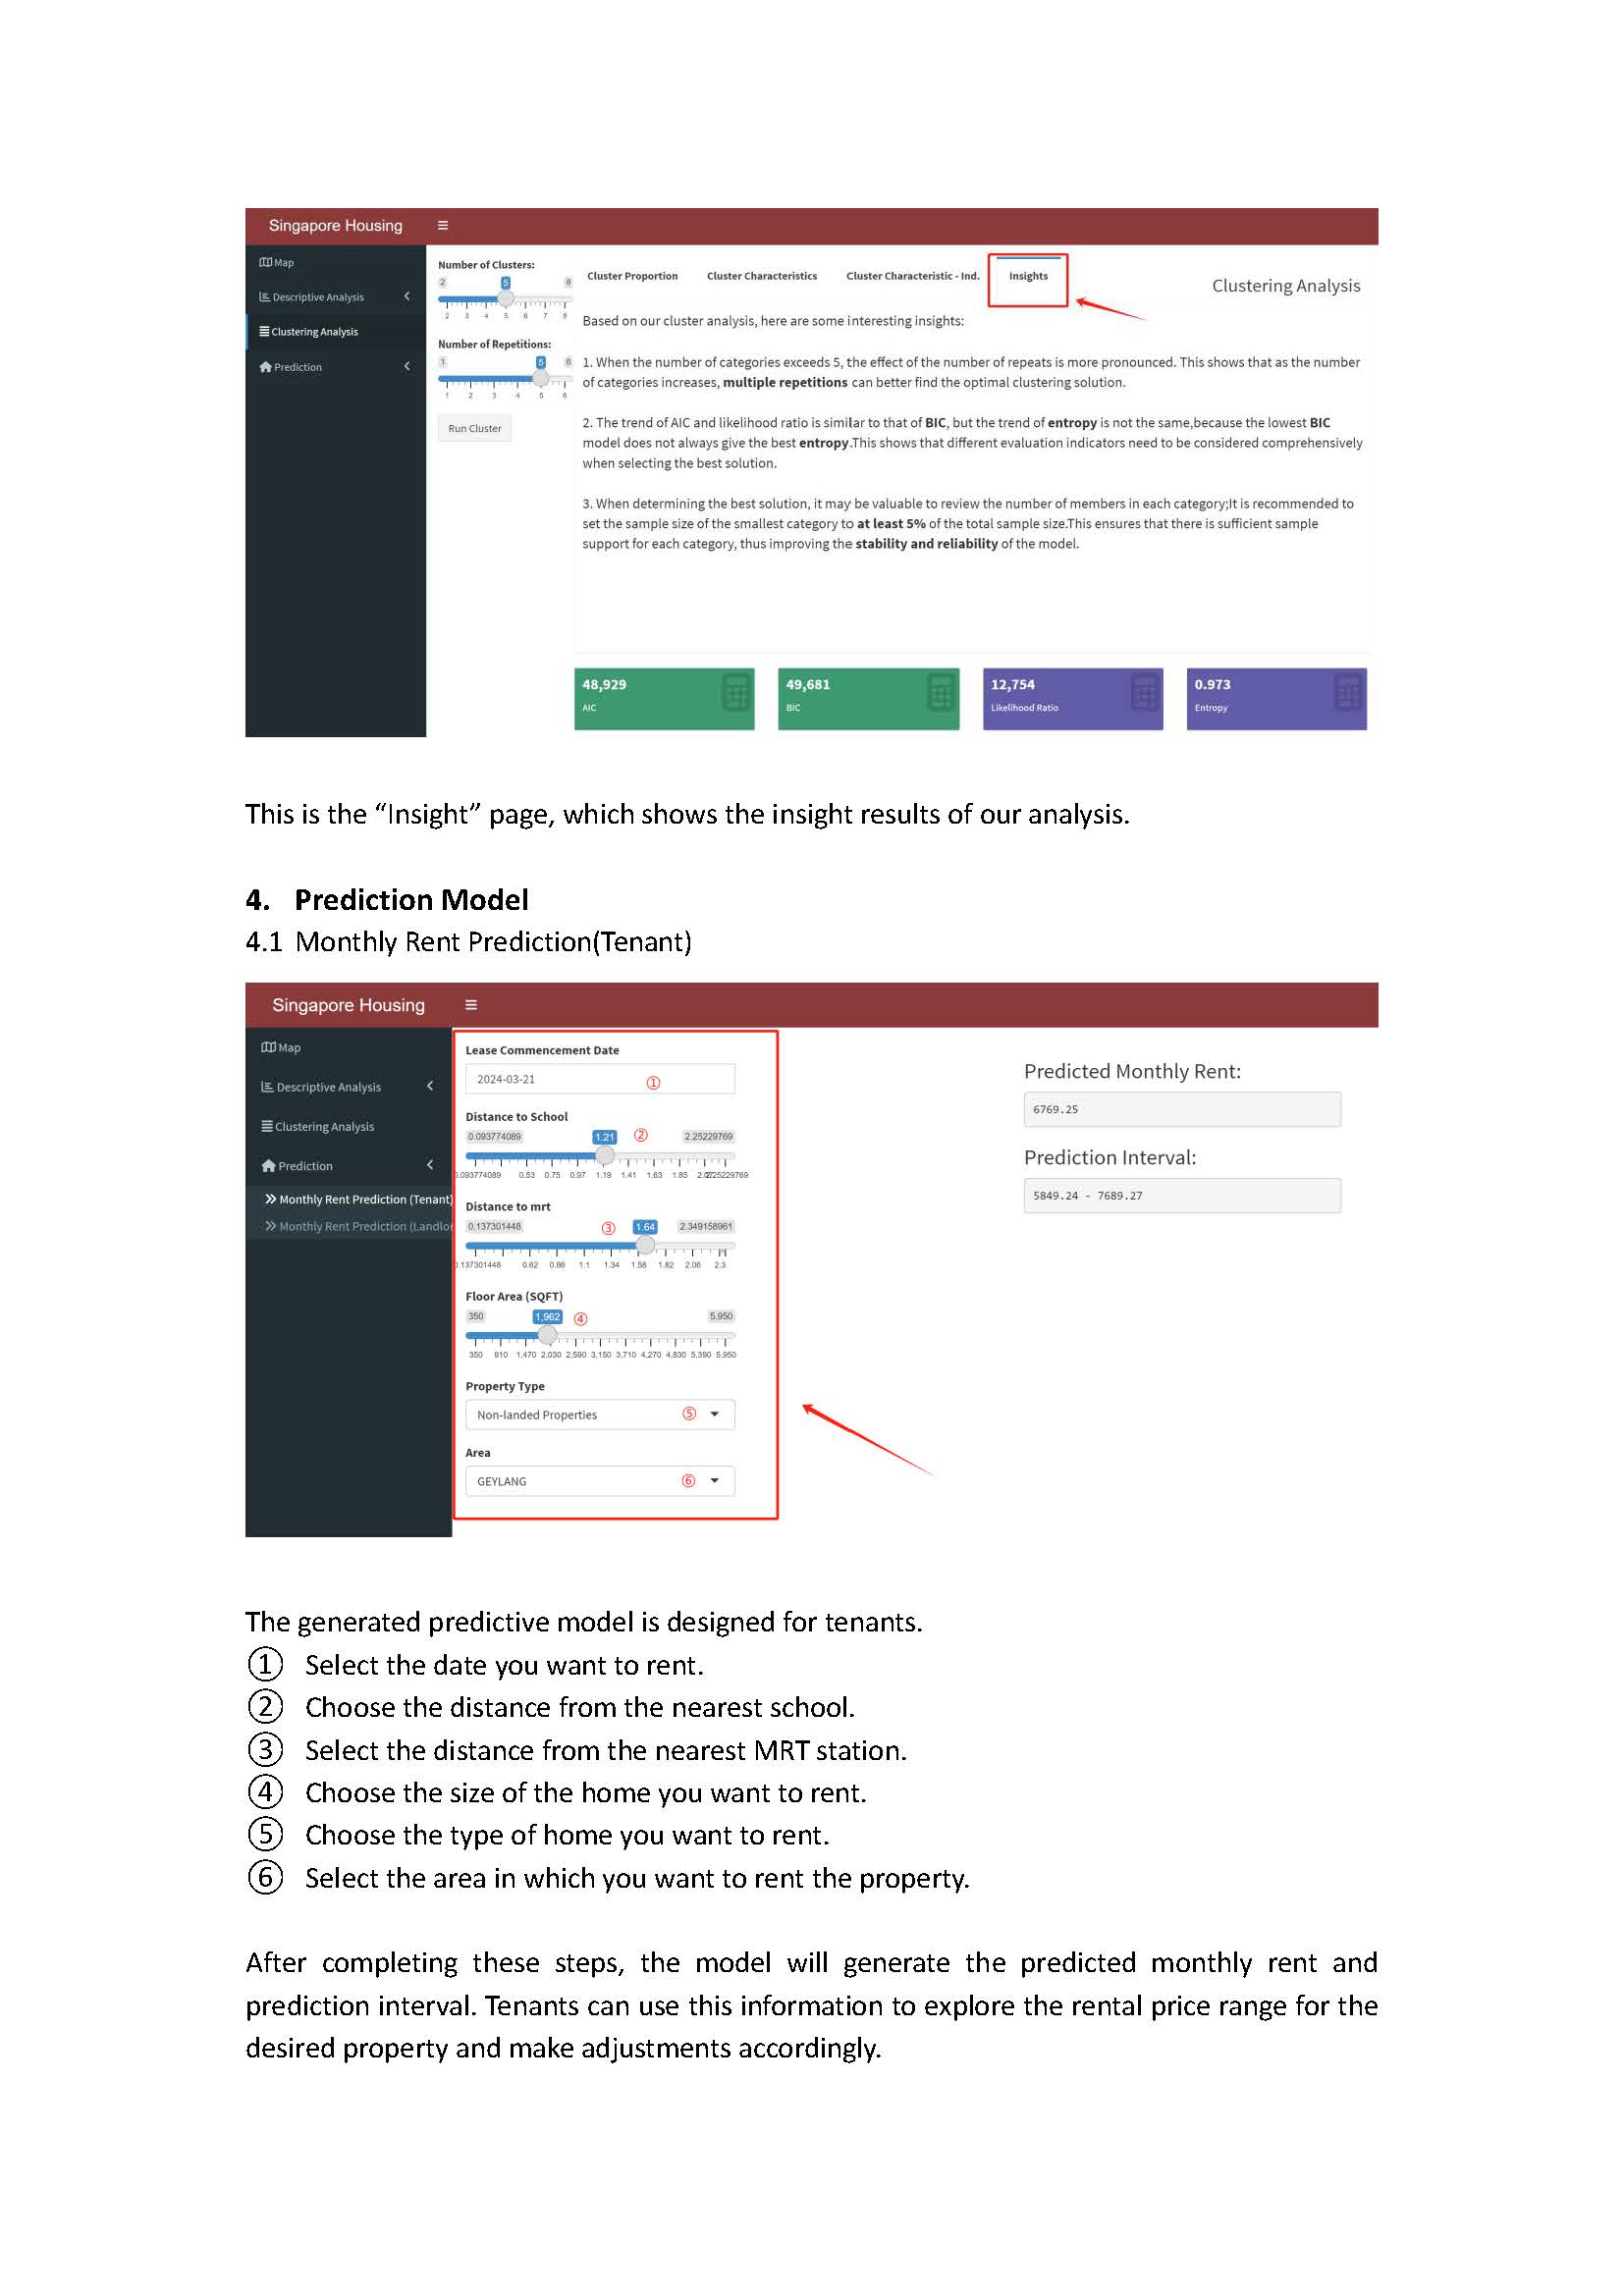 Singapore Housing
Map
Descriptive Analysis
Clustering Analysis
Prediction
Number of Clusters:
2 5 8
2 3 4 5 6 7 8
Number of Repetitions:
1 5 6
1 2 3 4 5 6
Run Cluster
Cluster Proportion Cluster Characteristics Cluster Characteristic - Ind. Insights
Clustering Analysis
Based on our cluster analysis, here are some interesting insights:
1. When the number of categories exceeds 5, the effect of the number of repeats is more pronounced. This shows that as the number
of categories increases, multiple repetitions can better find the optimal clustering solution.
2. The trend of AIC and likelihood ratio is similar to that of BIC, but the trend of entropy is not the same,because the lowest BIC
model does not always give the best entropy.This shows that different evaluation indicators need to be considered comprehensively
when selecting the best solution.
3. When determining the best solution, it may be valuable to review the number of members in each category;It is recommended to
set the sample size of the smallest category to at least 5% of the total sample size.This ensures that there is sufficient sample
support for each category, thus improving the stability and reliability of the model.
48,929
AIC
49,681
BIC
12,754
Likelihood Ratio
0.973
Entropy
This is the “Insight” page, which shows the insight results of our analysis.
4. Prediction Model
4.1 Monthly Rent Prediction(Tenant)
Singapore Housing
Map
Descriptive Analysis
Clustering Analysis
Prediction
Monthly Rent Prediction (Tenant)
Monthly Rent Prediction (Landlo
Lease Commencement Date
2024-03-21 ①
Distance to School
0.093774089 1.21 ② 2.25229769
0.093774089 0.53 0.75 0.97 1.19 1.41 1.63 1.85 2.07 2.25229769
Distance to mrt
0.137301448 ③ 1.64 2.349158961
0.137301448 0.62 0.86 1.1 1.34 1.58 1.82 2.06 2.3
Floor Area (SQFT)
350 1,962 ④ 5,950
350 910 1,470 2,030 2,590 3,150 3,710 4,270 4,830 5,390 5,950
Property Type
Non-landed Properties ⑤
Area
GEYLANG ⑥
Predicted Monthly Rent:
6769.25
Prediction Interval:
5849.24 - 7689.27
The generated predictive model is designed for tenants.
① Select the date you want to rent.
② Choose the distance from the nearest school.
③ Select the distance from the nearest MRT station.
④ Choose the size of the home you want to rent.
⑤ Choose the type of home you want to rent.
⑥ Select the area in which you want to rent the property.
After completing these steps, the model will generate the predicted monthly rent and
prediction interval. Tenants can use this information to explore the rental price range for the
desired property and make adjustments accordingly.